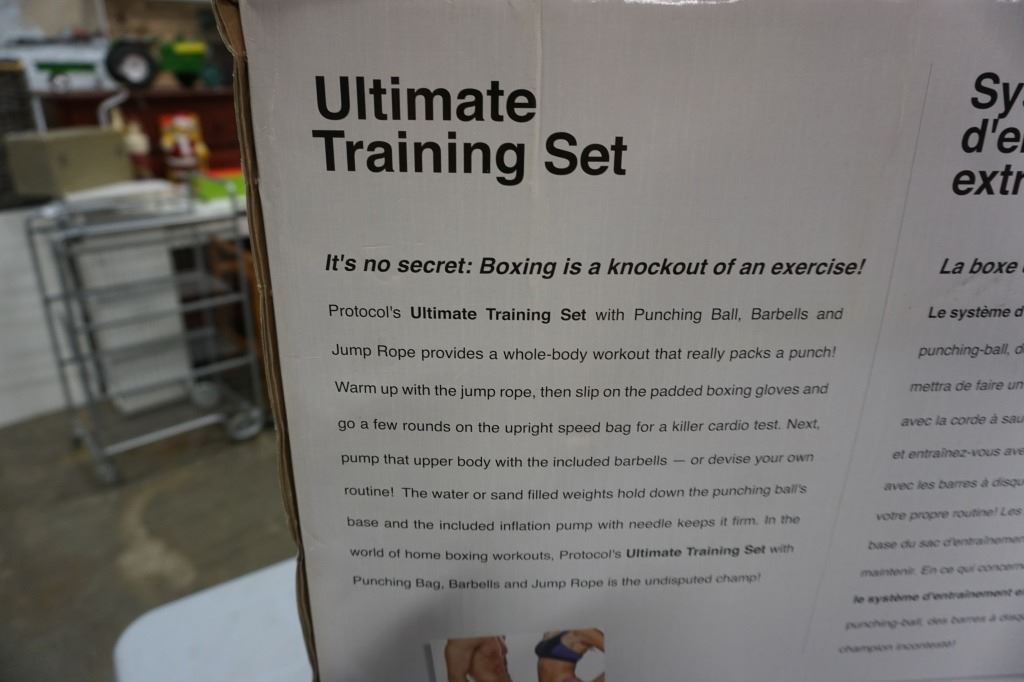 Ultimate
Training Set
It's no secret: Boxing is a knockout of an exercise!
Protocol's Ultimate Training Set with Punching Ball, Barbells and
Jump Rope provides a whole-body workout that really packs a punch!
Warm up with the jump rope, then slip on the padded boxing gloves and
go a few rounds on the upright speed bag for a killer cardio test. Next,
pump that upper body with the included barbells — or devise your own
routine! The water or sand filled weights hold down the punching ball's
base and the included inflation pump with needle keeps it firm. In the
world of home boxing workouts, Protocol's Ultimate Training Set with
Punching Bag, Barbells and Jump Rope is the undisputed champ!
Sy
d'e
extr
La boxe
Le système d
punching-ball, d
mettra de faire un
avec la corde à sau
et entraînez-vous ave
avec les barres à disqu
votre propre routine! Les
base du sac d'entraînemen
maintenir. En ce qui concern
le système d'entraînement e
punching-ball, des barres à disq
champion incontesté!